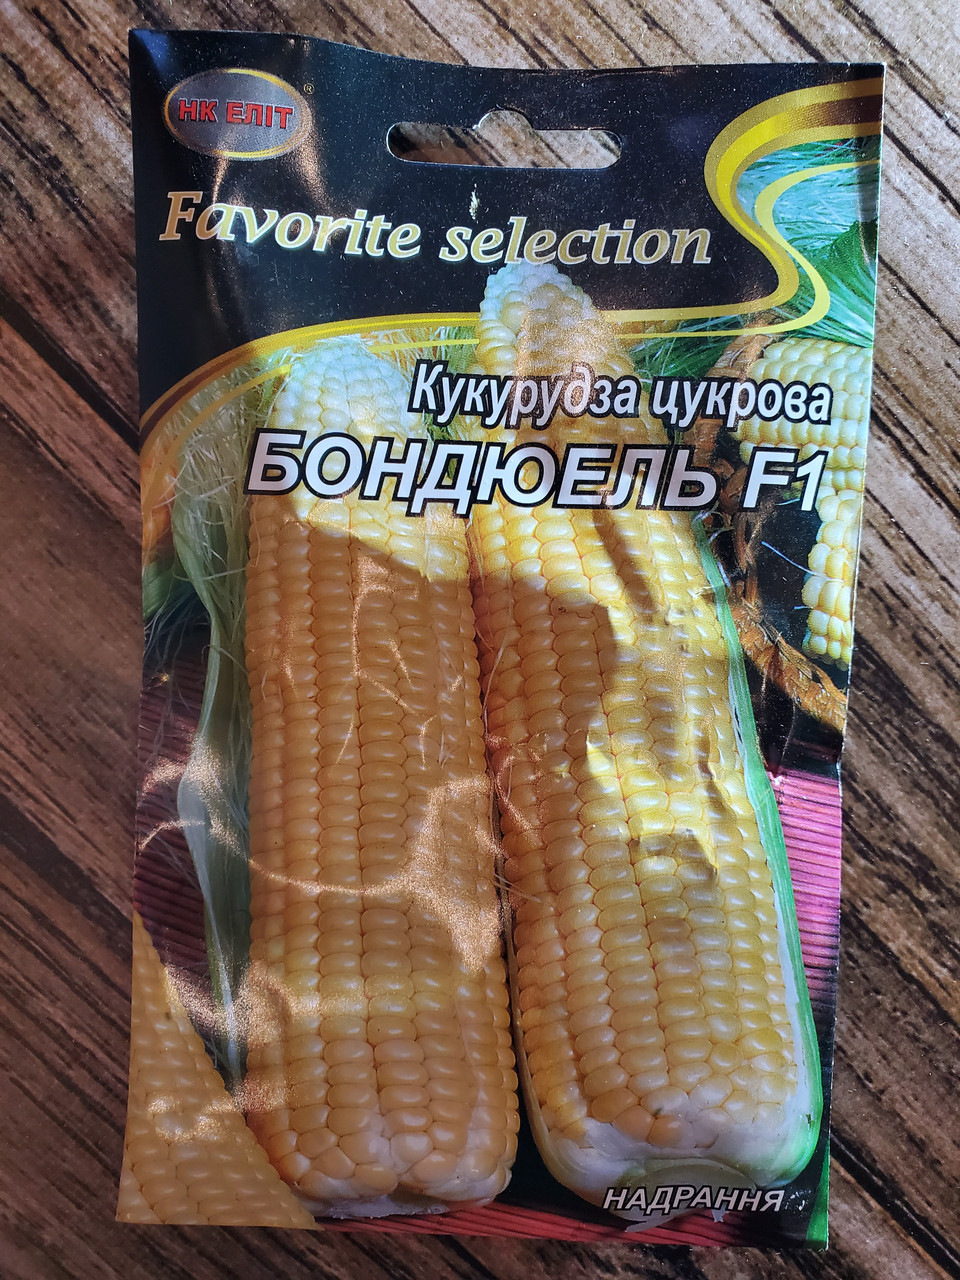 НК ЕЛІТ®
Favorite selection
Кукурудза цукрова
БОНДЮЕЛЬ F1
НАДРАННЯ